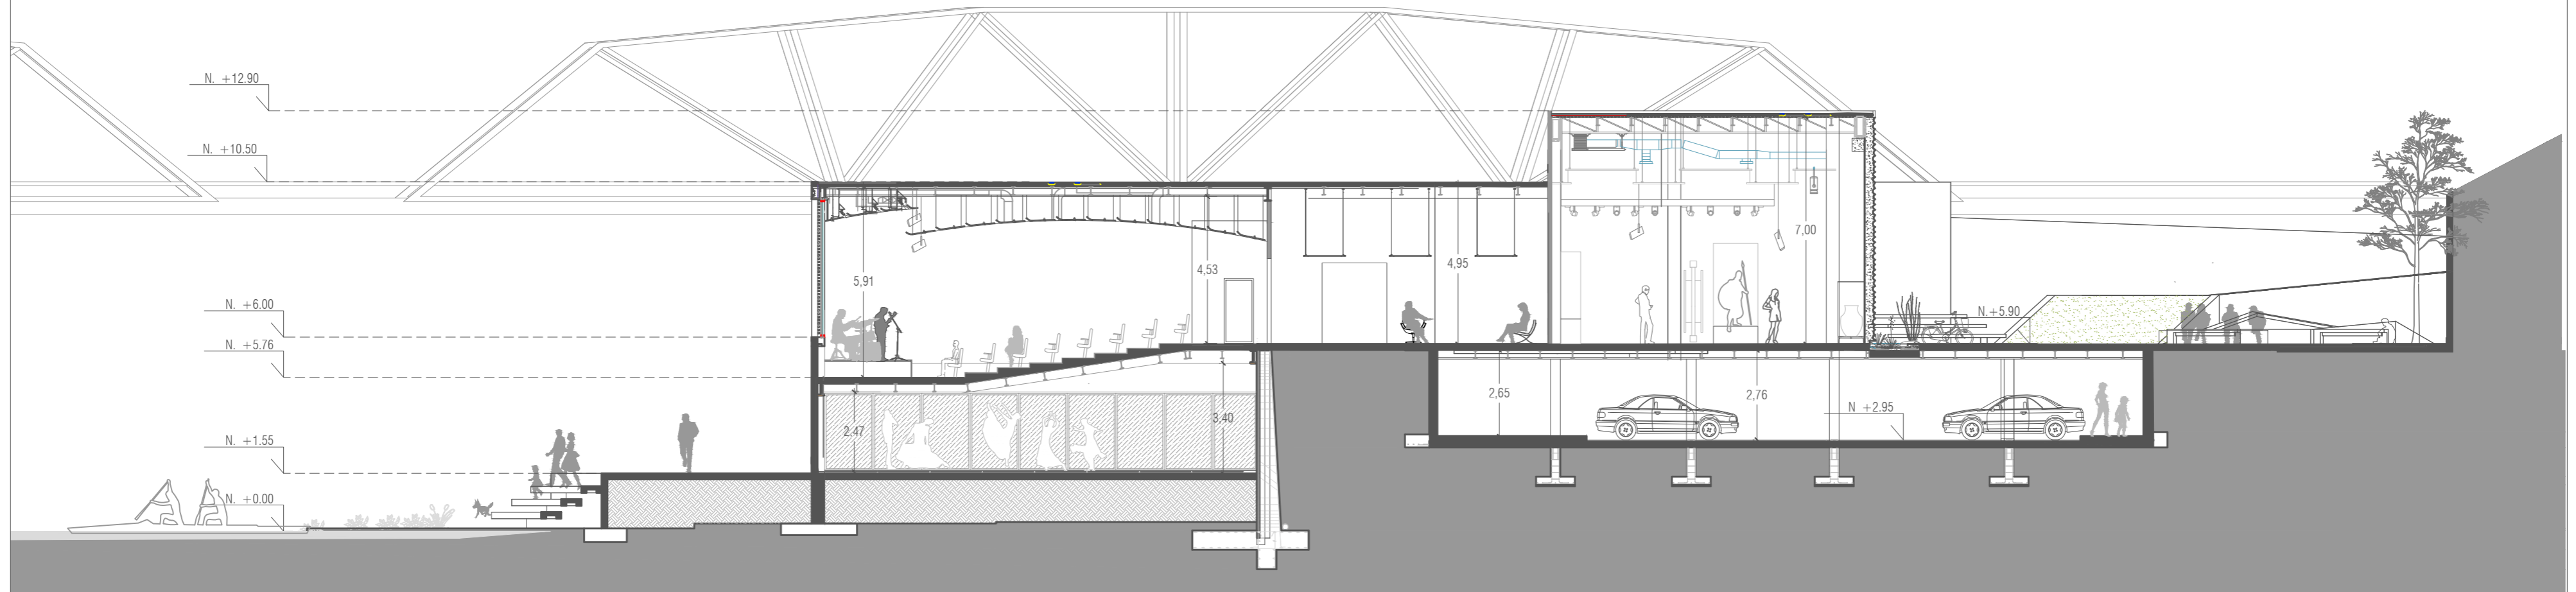 N. +12.90
N. +10.50
7,00
4,95
4,53
5,91
N. +6.00
N.+5.90
N. +5.76
2,65
2,76
N +2.95
3,40
2,47
N. +1.55
N. +0.00